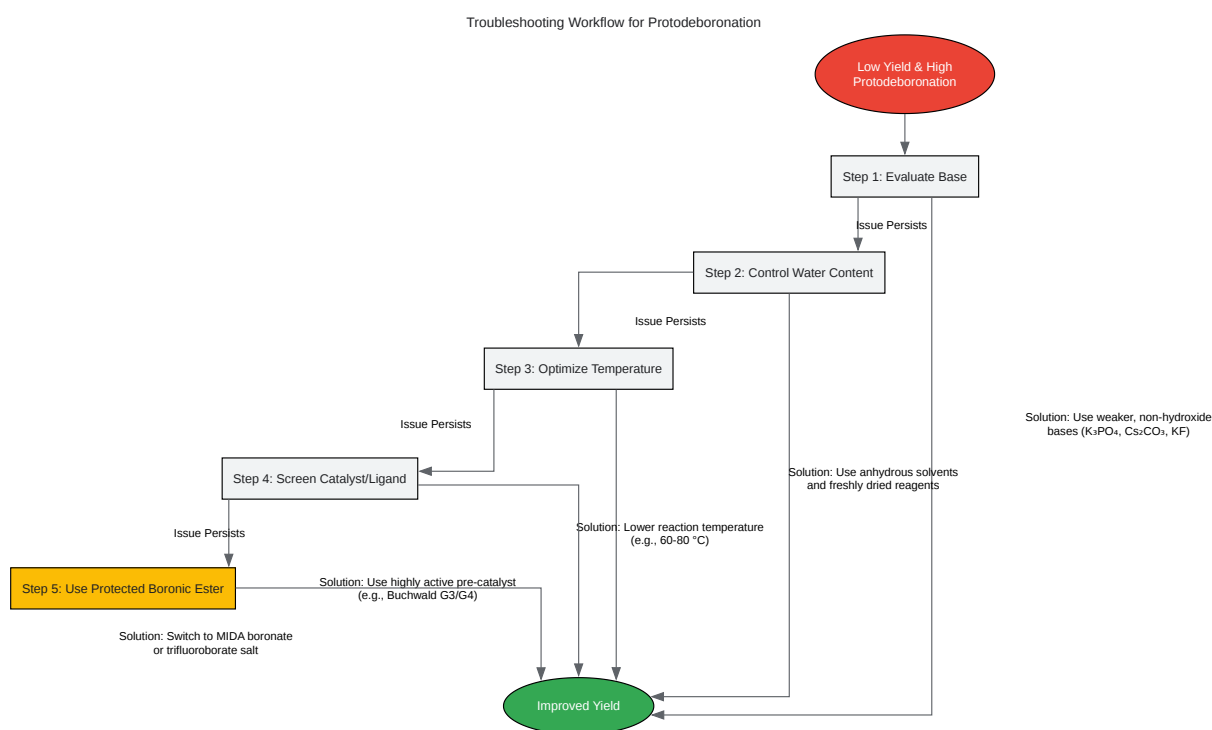 Troubleshooting Workflow for Protodeboronation
Low Yield & High
Protodeboronation
Step 1: Evaluate Base
Issue Persists
Step 2: Control Water Content
Issue Persists
Step 3: Optimize Temperature
Issue Persists
Solution: Use weaker, non-hydroxide
bases (K₃PO₄, Cs₂CO₃, KF)
Step 4: Screen Catalyst/Ligand
Solution: Use anhydrous solvents
and freshly dried reagents
Issue Persists
Solution: Lower reaction temperature
(e.g., 60-80 °C)
Step 5: Use Protected Boronic Ester
Solution: Use highly active pre-catalyst
(e.g., Buchwald G3/G4)
Solution: Switch to MIDA boronate
or trifluoroborate salt
Improved Yield